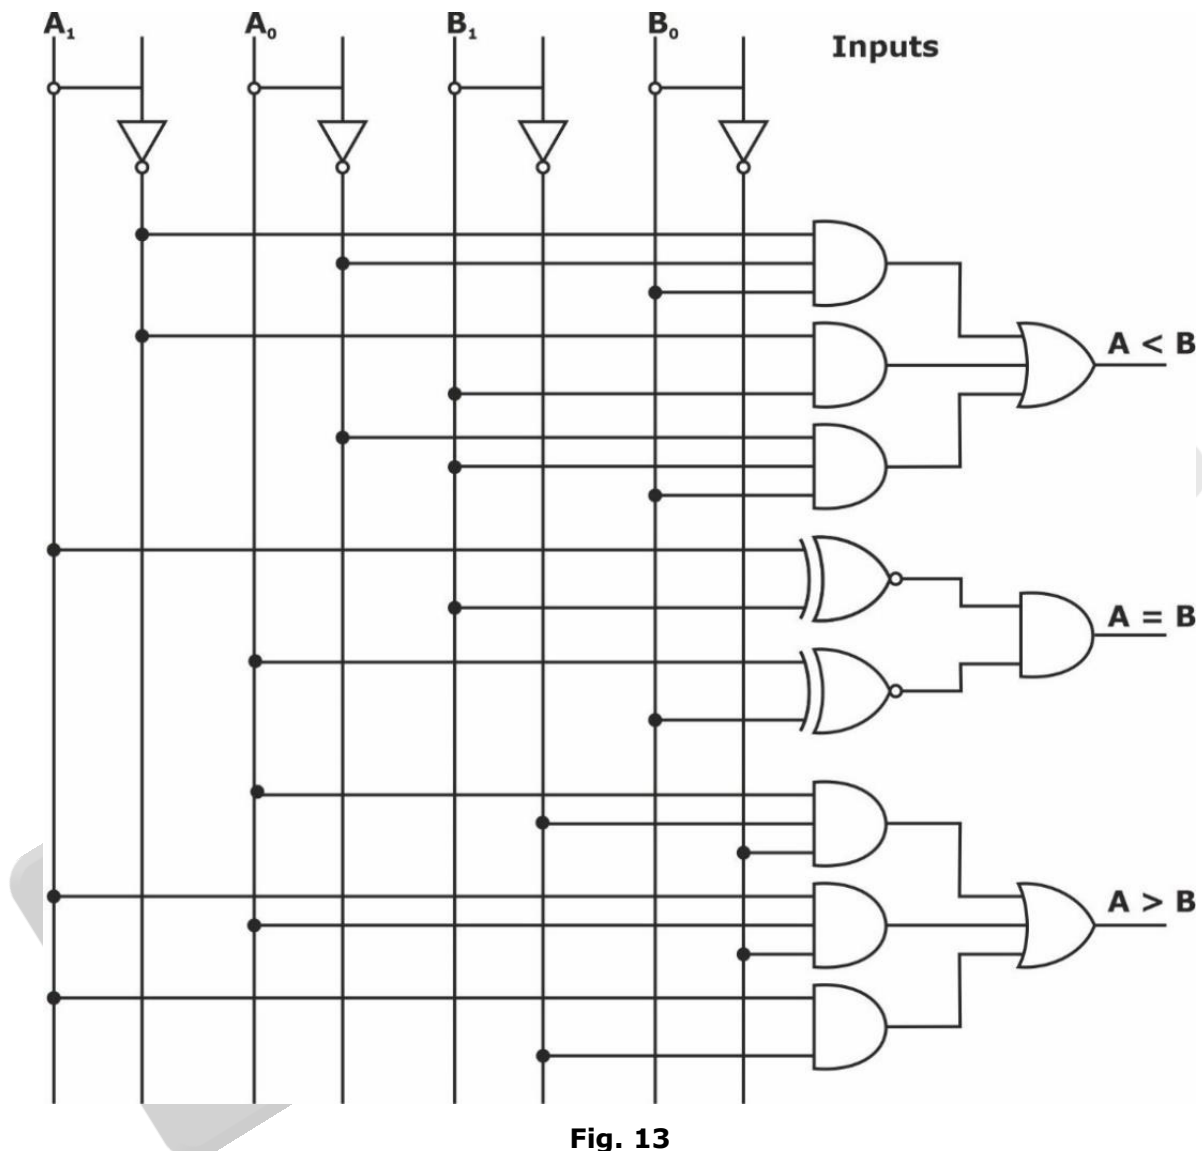 A₁ A₀ B₁ B₀
Inputs
A < B
A = B
A > B
Fig. 13